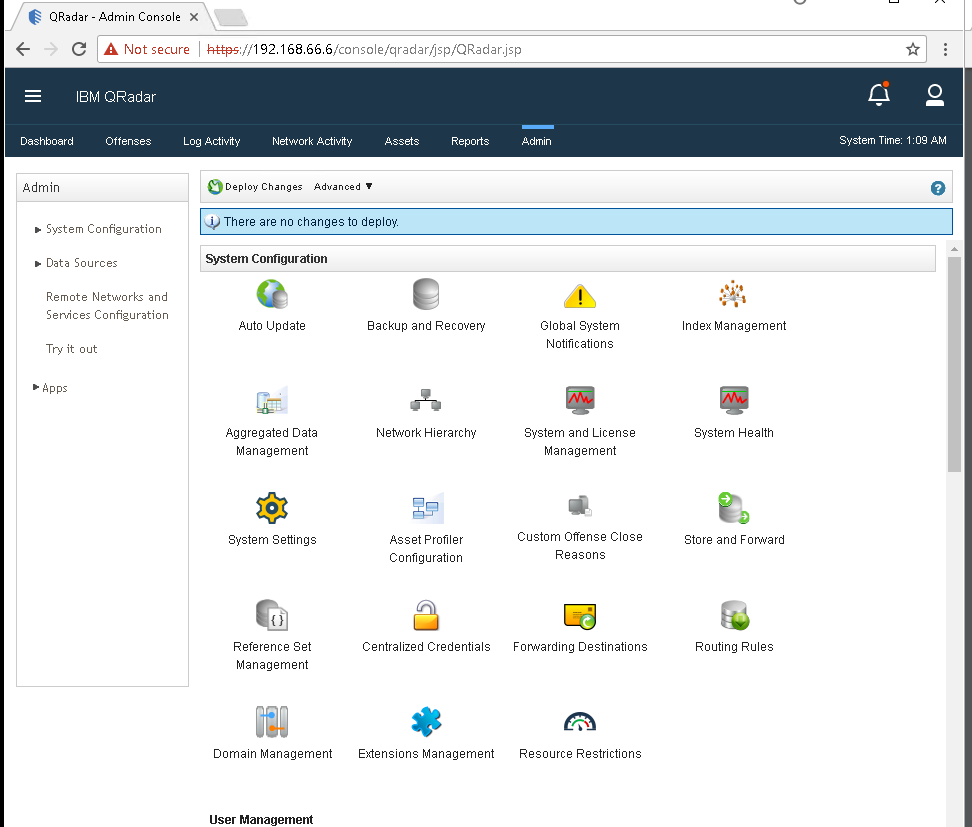 QRadar - Admin Console
Not secure https://192.168.66.6/console/qradar/jsp/QRadar.jsp
IBM QRadar
Dashboard Offenses Log Activity Network Activity Assets Reports Admin System Time: 1:09 AM
Admin
System Configuration
Data Sources
Remote Networks and
Services Configuration
Try it out
Apps
Deploy Changes Advanced
There are no changes to deploy.
System Configuration
Auto Update Backup and Recovery Global System Index Management
Notifications
Aggregated Data Network Hierarchy System and License System Health
Management Management
System Settings Asset Profiler Custom Offense Close Store and Forward
Configuration Reasons
Reference Set Centralized Credentials Forwarding Destinations Routing Rules
Management
Domain Management Extensions Management Resource Restrictions
User Management